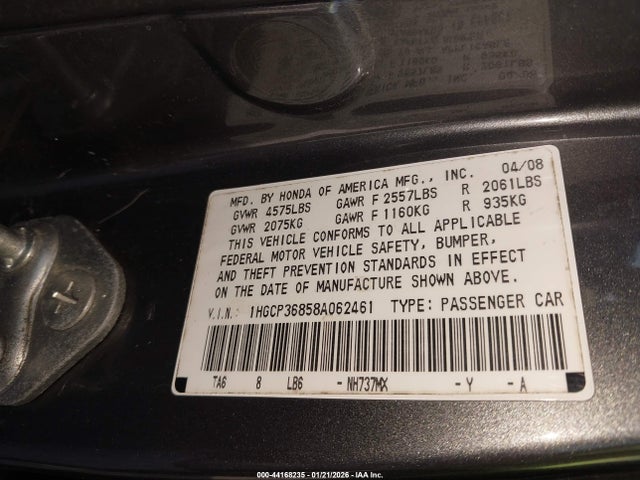 MFD. BY HONDA OF AMERICA MFG., INC. 04/08
GVWR 4575LBS GAWR F 2557LBS R 2061LBS
GVWR 2075KG GAWR F 1160KG R 935KG
THIS VEHICLE CONFORMS TO ALL APPLICABLE
FEDERAL MOTOR VEHICLE SAFETY, BUMPER,
AND THEFT PREVENTION STANDARDS IN EFFECT
ON THE DATE OF MANUFACTURE SHOWN ABOVE.
V.I.N.: 1HGCP36858A062461 TYPE: PASSENGER CAR
TA6 8 LB6 - NH737MX - Y - A
000-44168235 - 01/21/2026 - IAA Inc.